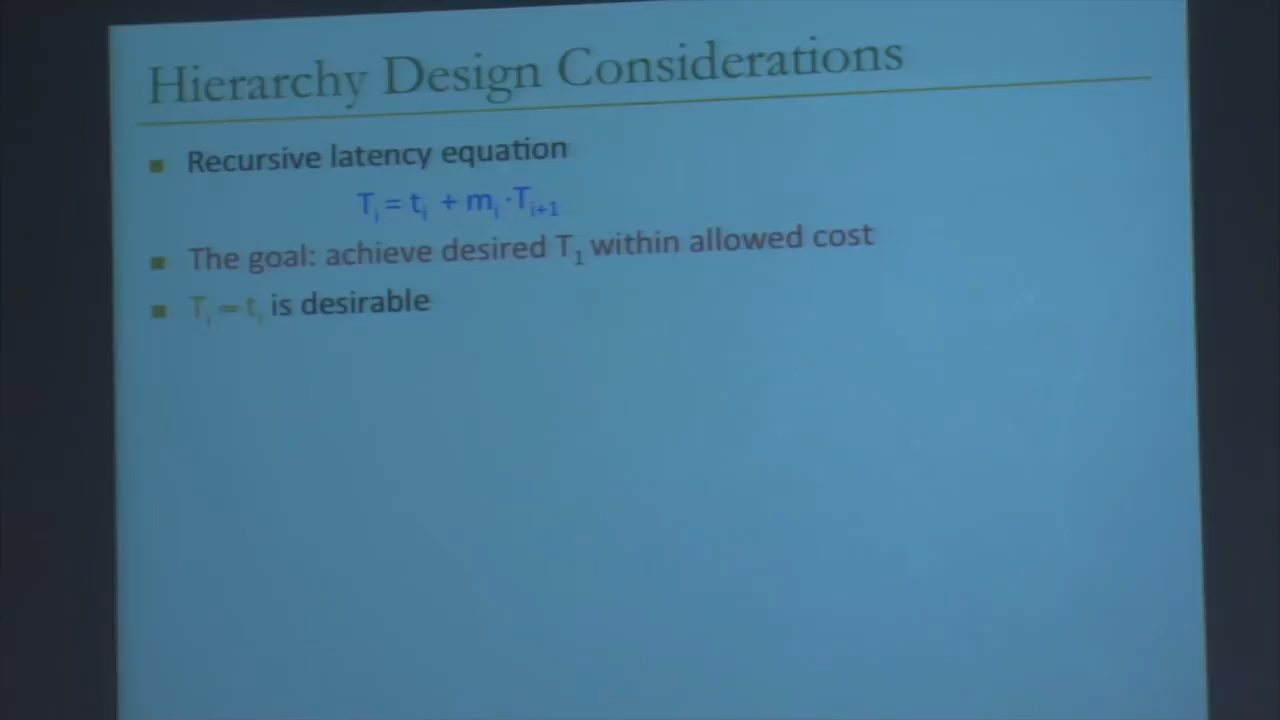 Hierarchy Design Considerations
Recursive latency equation
Tᵢ = tᵢ + mᵢ ·Tᵢ₊₁
The goal: achieve desired T₁ within allowed cost
Tᵢ ≈ tᵢ is desirable